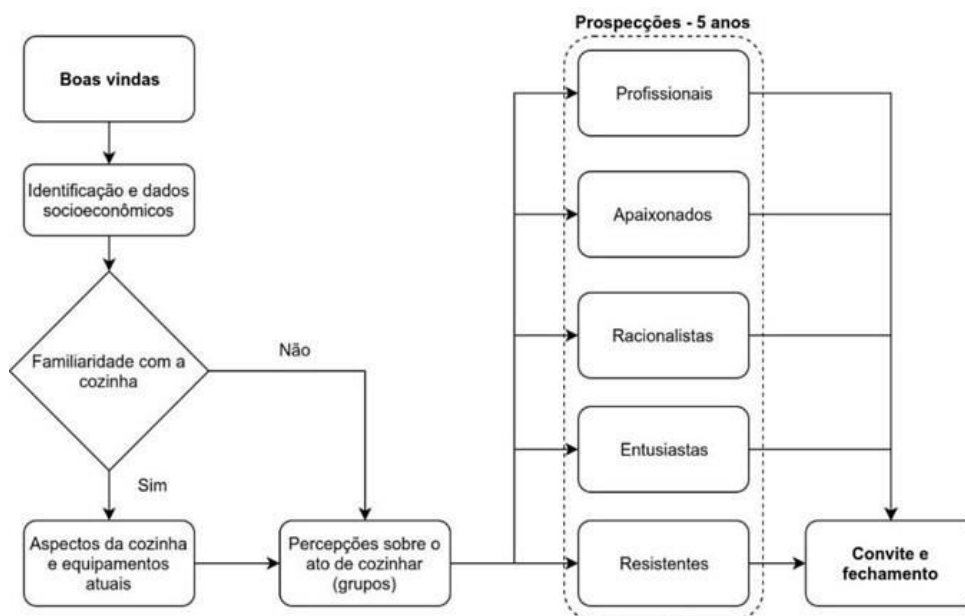 Boas vindas
Identificação e dados
socioeconômicos
Familiaridade com a
cozinha
Não
Sim
Aspectos da cozinha
e equipamentos
atuais
Percepções sobre o
ato de cozinhar
(grupos)
Prospecções - 5 anos
Profissionais
Apaixonados
Racionalistas
Entusiastas
Resistentes
Convite e
fechamento